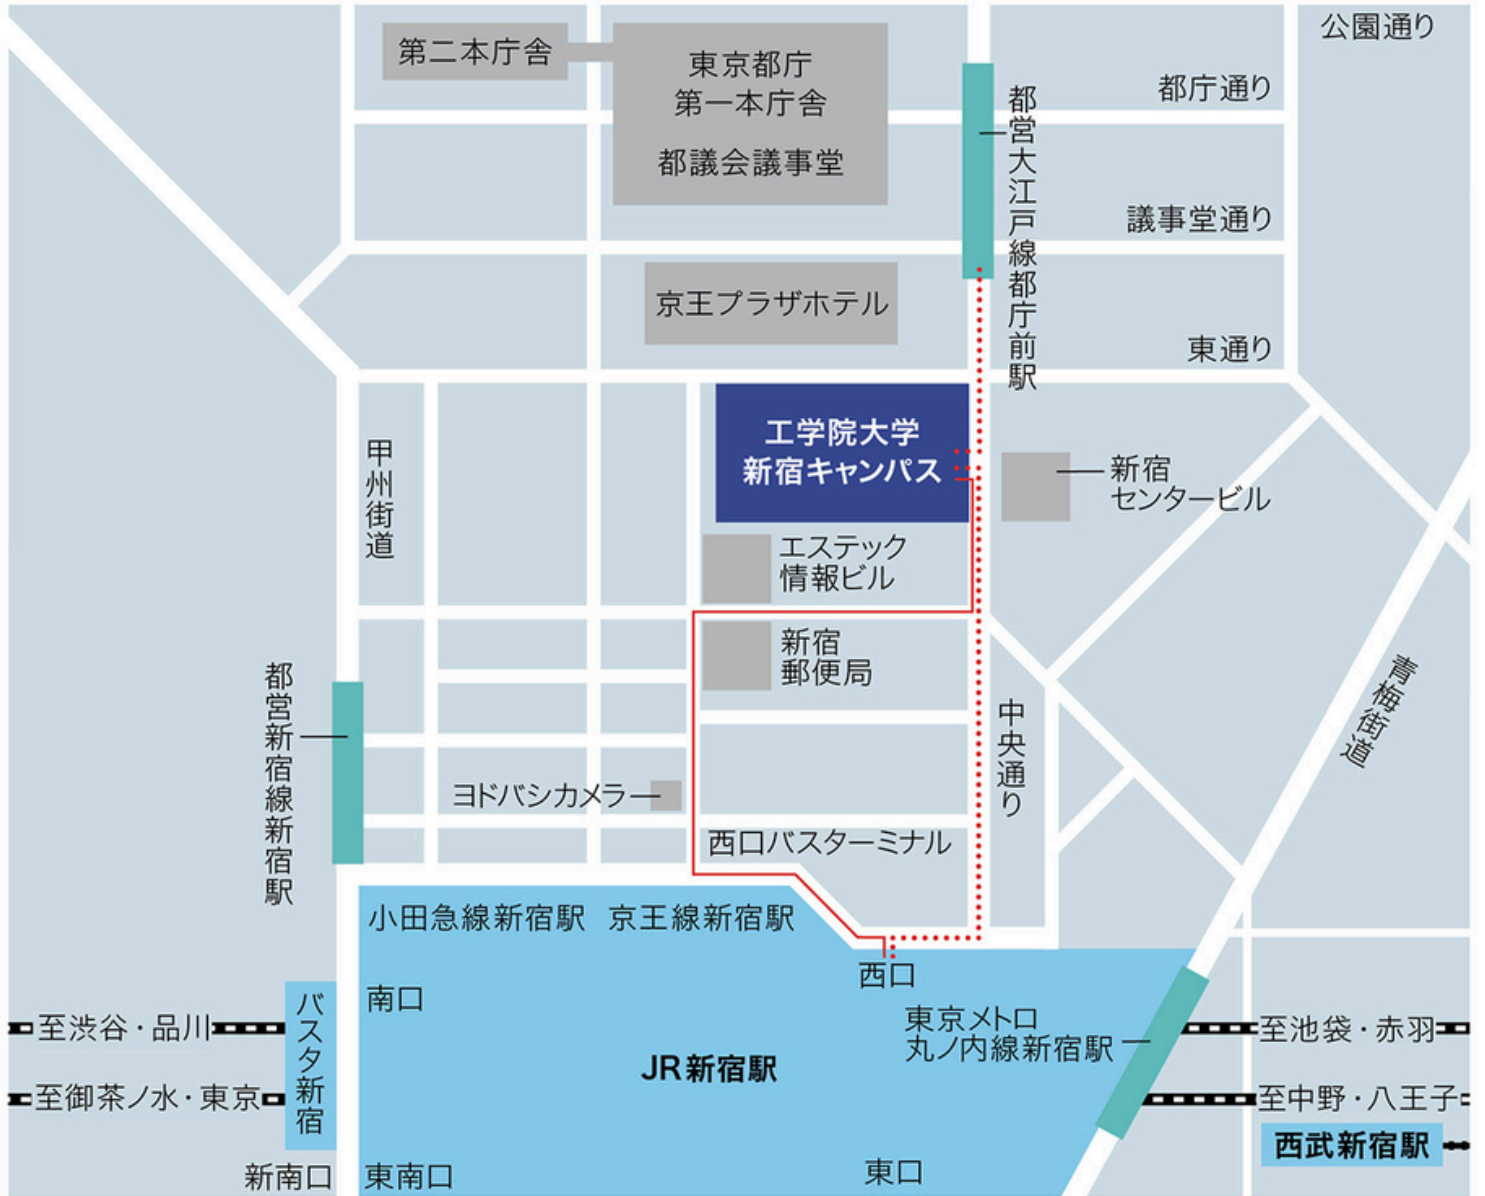 公園通り
第二本庁舎
東京都庁
第一本庁舎
都議会議事堂
都庁通り
都営大江戸線都庁前駅
議事堂通り
京王プラザホテル
東通り
工学院大学
新宿キャンパス
甲州街道
新宿
センタービル
エステック
情報ビル
新宿
郵便局
都営新宿線新宿駅
中央通り
青梅街道
ヨドバシカメラ
西口バスターミナル
小田急線新宿駅
京王線新宿駅
西口
南口
バスタ新宿
東京メトロ
丸ノ内線新宿駅
至渋谷・品川
至池袋・赤羽
JR新宿駅
至御茶ノ水・東京
至中野・八王子
西武新宿駅
新南口
東南口
東口